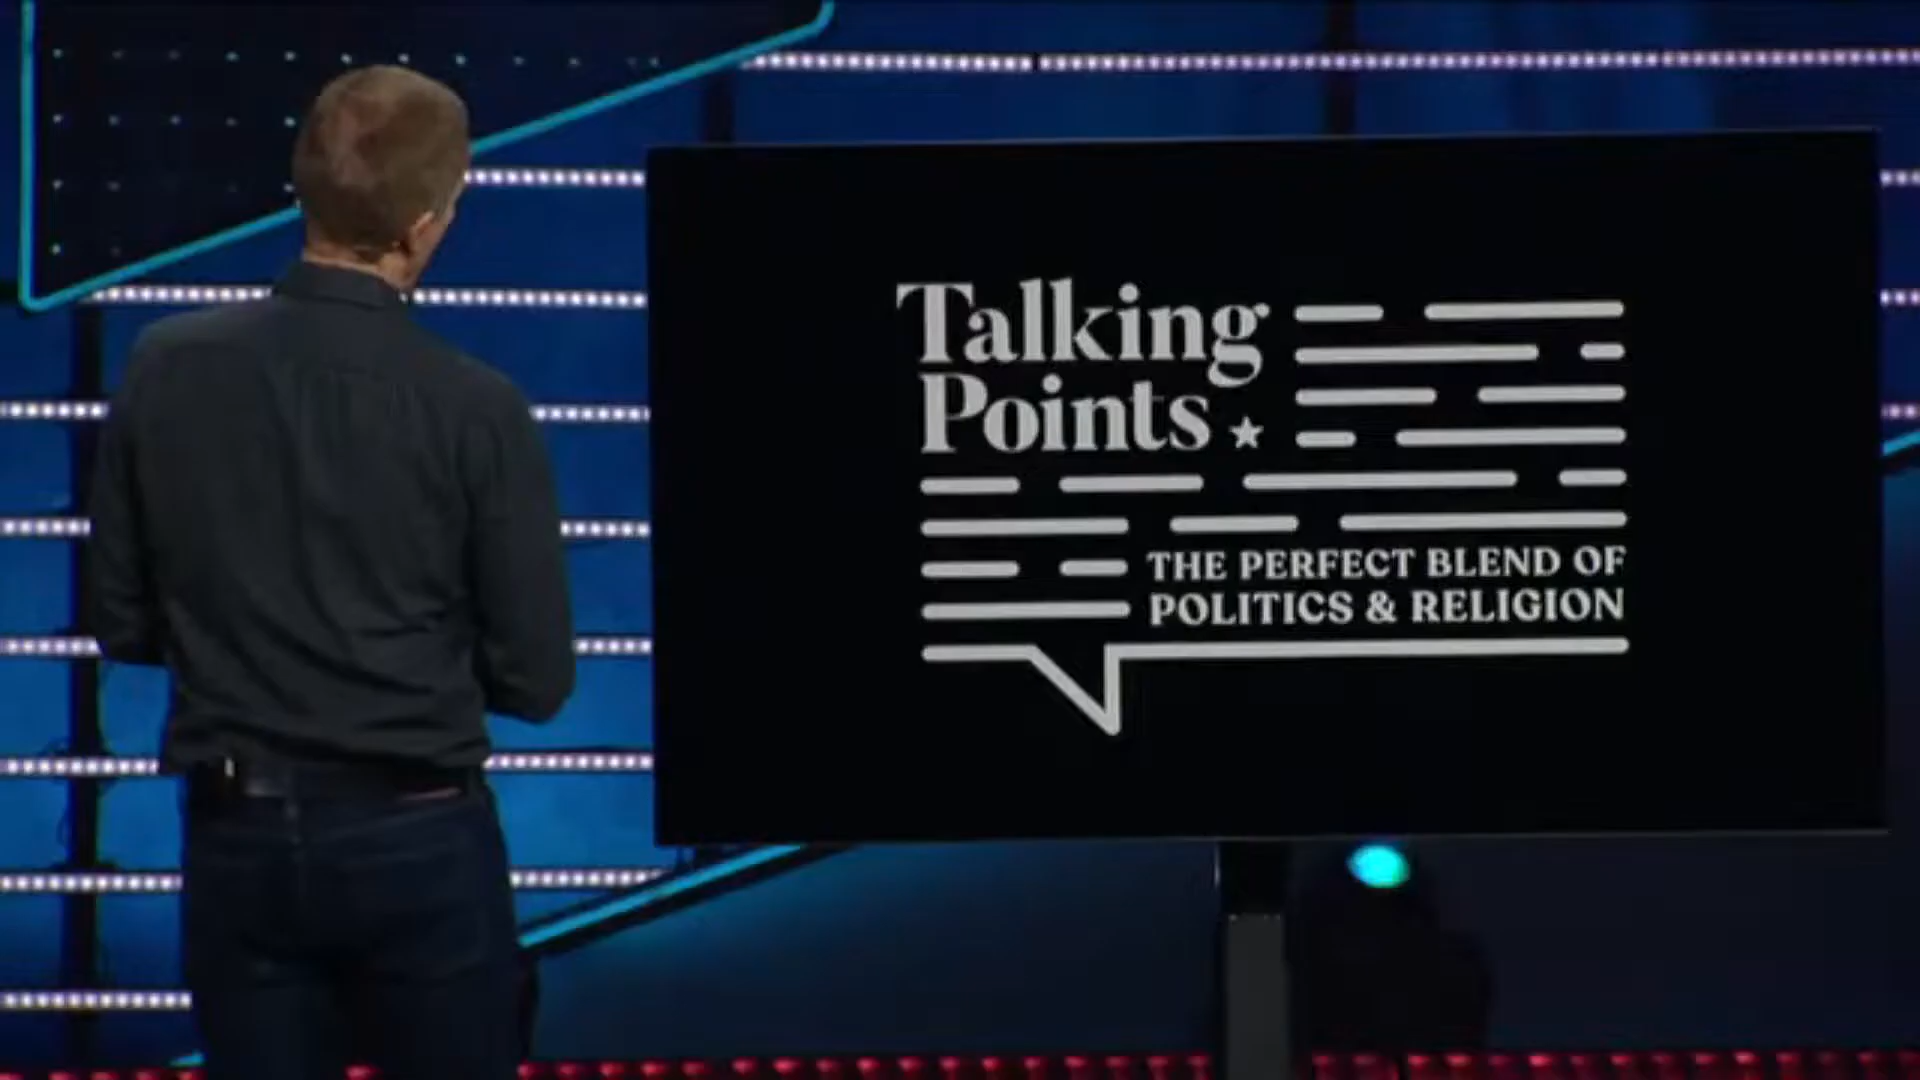 Talking
Points
THE PERFECT BLEND OF
POLITICS & RELIGION